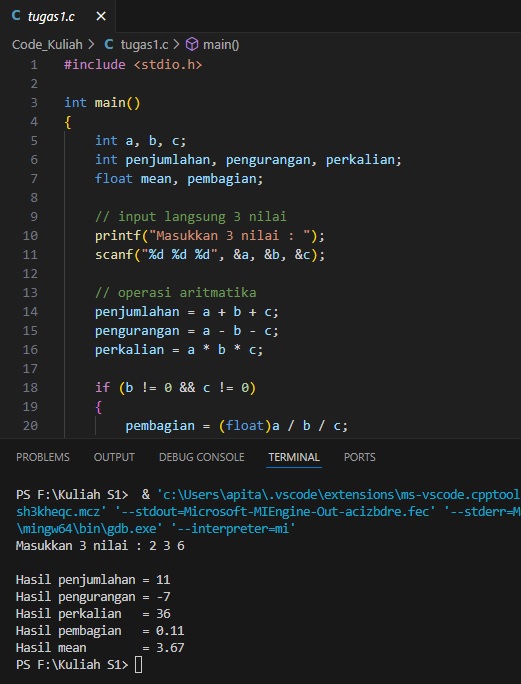 C tugas1.c ×
Code_Kuliah > C tugas1.c > main()
1 #include <stdio.h>
2
3 int main()
4 {
5 int a, b, c;
6 int penjumlahan, pengurangan, perkalian;
7 float mean, pembagian;
8
9 // input langsung 3 nilai
10 printf("Masukkan 3 nilai : ");
11 scanf("%d %d %d", &a, &b, &c);
12
13 // operasi aritmatika
14 penjumlahan = a + b + c;
15 pengurangan = a - b - c;
16 perkalian = a * b * c;
17
18 if (b != 0 && c != 0)
19 {
20 pembagian = (float)a / b / c;
PROBLEMS OUTPUT DEBUG CONSOLE TERMINAL PORTS
PS F:\Kuliah S1> & 'c:\Users\apita\.vscode\extensions\ms-vscode.cpptool
sh3kheqc.mcz' '--stdout=Microsoft-MIEngine-Out-acizbdre.fec' '--stderr=M
\mingw64\bin\gdb.exe' '--interpreter=mi'
Masukkan 3 nilai : 2 3 6
Hasil penjumlahan = 11
Hasil pengurangan = -7
Hasil perkalian = 36
Hasil pembagian = 0.11
Hasil mean = 3.67
PS F:\Kuliah S1>